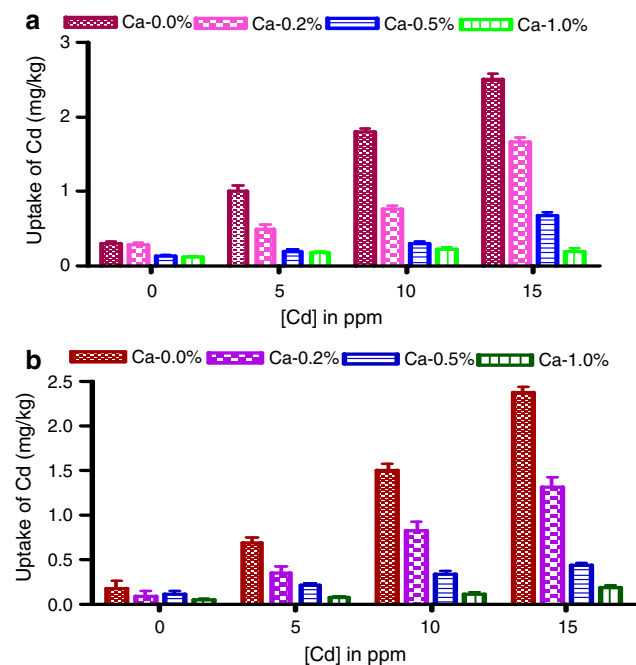 a
Ca-0.0% Ca-0.2% Ca-0.5% Ca-1.0%
Uptake of Cd (mg/kg)
3
2
1
0
0 5 10 15
[Cd] in ppm
b
Ca-0.0% Ca-0.2% Ca-0.5% Ca-1.0%
Uptake of Cd (mg/kg)
2.5
2.0
1.5
1.0
0.5
0.0
0 5 10 15
[Cd] in ppm